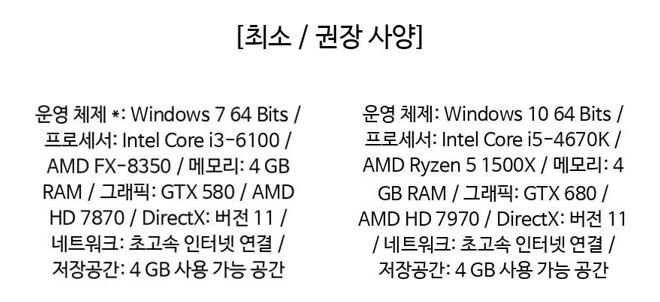 [최소 / 권장 사양]
운영 체제 *: Windows 7 64 Bits /
프로세서: Intel Core i3-6100 /
AMD FX-8350 / 메모리: 4 GB
RAM / 그래픽: GTX 580 / AMD
HD 7870 / DirectX: 버전 11 /
네트워크: 초고속 인터넷 연결 /
저장공간: 4 GB 사용 가능 공간
운영 체제: Windows 10 64 Bits /
프로세서: Intel Core i5-4670K /
AMD Ryzen 5 1500X / 메모리: 4
GB RAM / 그래픽: GTX 680 /
AMD HD 7970 / DirectX: 버전 11
/ 네트워크: 초고속 인터넷 연결 /
저장공간: 4 GB 사용 가능 공간